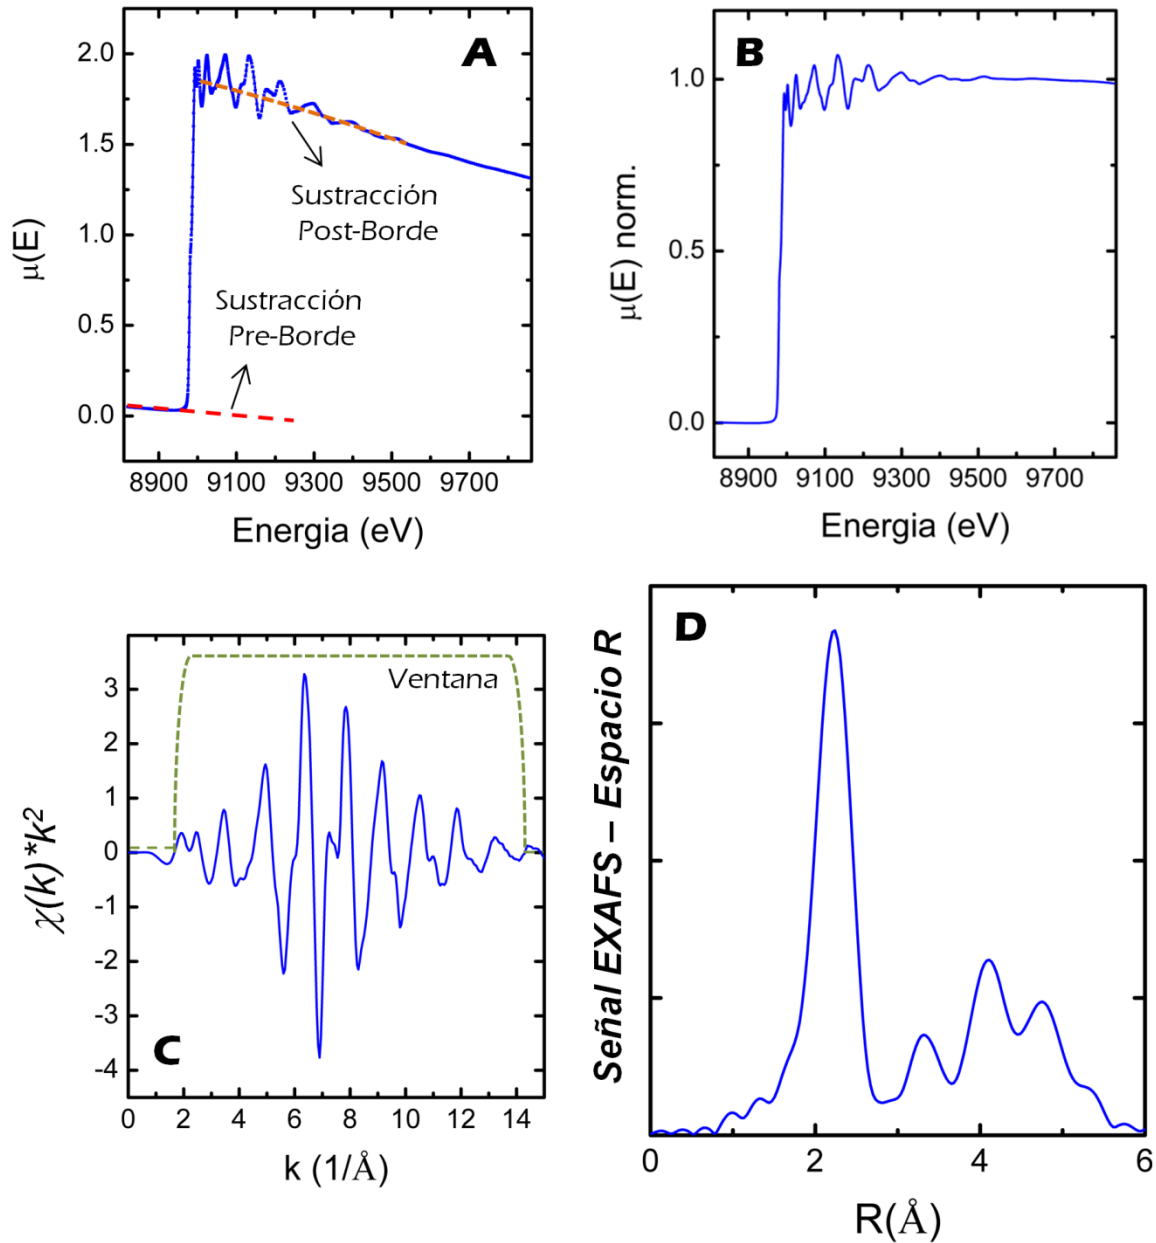 A
2.0
1.5
1.0
0.5
0.0
μ(E)
Sustracción
Post-Borde
Sustracción
Pre-Borde
8900 9100 9300 9500 9700
Energia (eV)
B
1.0
0.5
0.0
μ(E) norm.
8900 9100 9300 9500 9700
Energia (eV)
Ventana
3
2
1
0
-1
-2
-3
-4
χ(k)*k²
C
0 2 4 6 8 10 12 14
k (1/Å)
D
Señal EXAFS – Espacio R
0 2 4 6
R(Å)